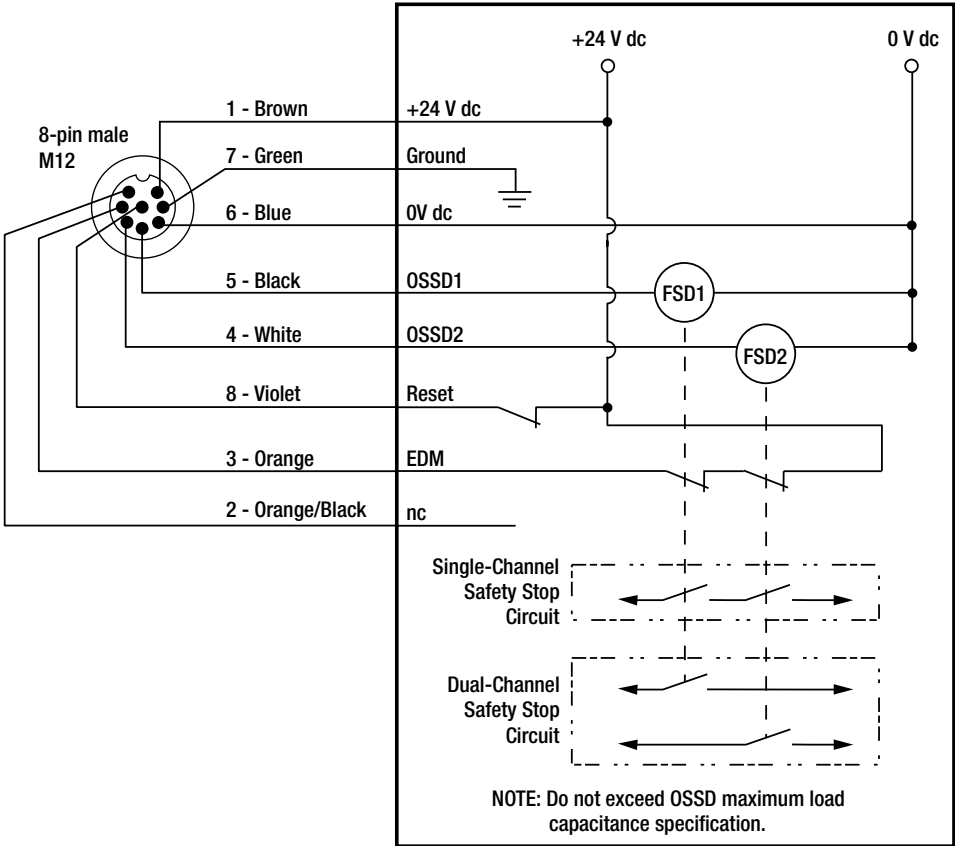 +24 V dc
0 V dc
8-pin male
M12
1 - Brown
+24 V dc
7 - Green
Ground
6 - Blue
0V dc
5 - Black
OSSD1
FSD1
4 - White
OSSD2
FSD2
8 - Violet
Reset
3 - Orange
EDM
2 - Orange/Black
nc
Single-Channel
Safety Stop
Circuit
Dual-Channel
Safety Stop
Circuit
NOTE: Do not exceed OSSD maximum load
capacitance specification.